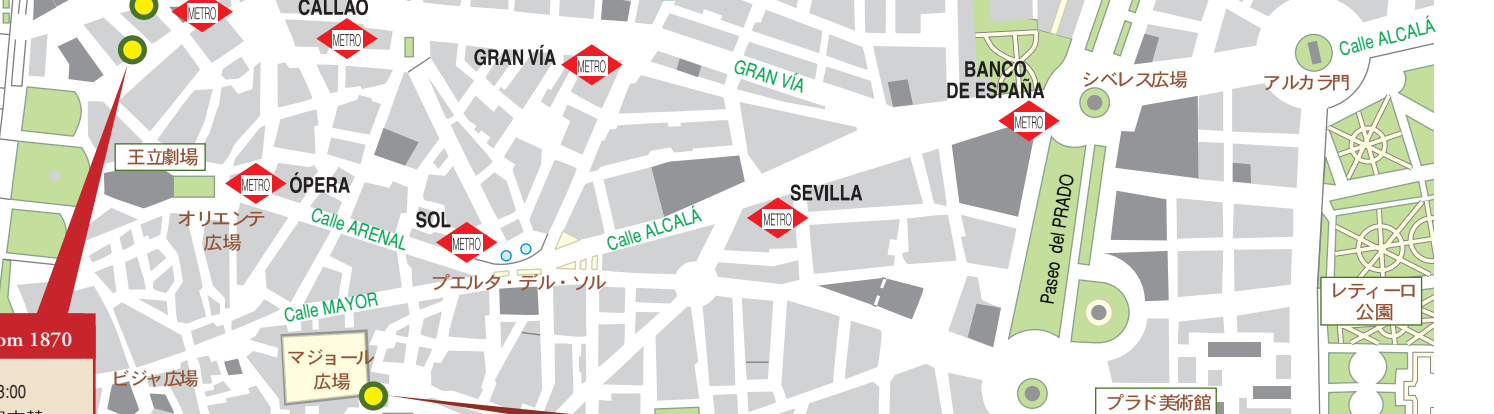 CALLAO
METRO
METRO
GRAN VÍA
METRO
GRAN VÍA
BANCO
DE ESPAÑA
METRO
シベレス広場
アルカラ門
Calle ALCALÁ
王立劇場
METRO
ÓPERA
オリエンテ
広場
Calle ARENAL
SOL
METRO
プエルタ・デル・ソル
Calle ALCALÁ
SEVILLA
METRO
Paseo del PRADO
レティーロ
公園
Calle MAYOR
om 1870
マジョール
広場
ビジャ広場
3:00
プラド美術館